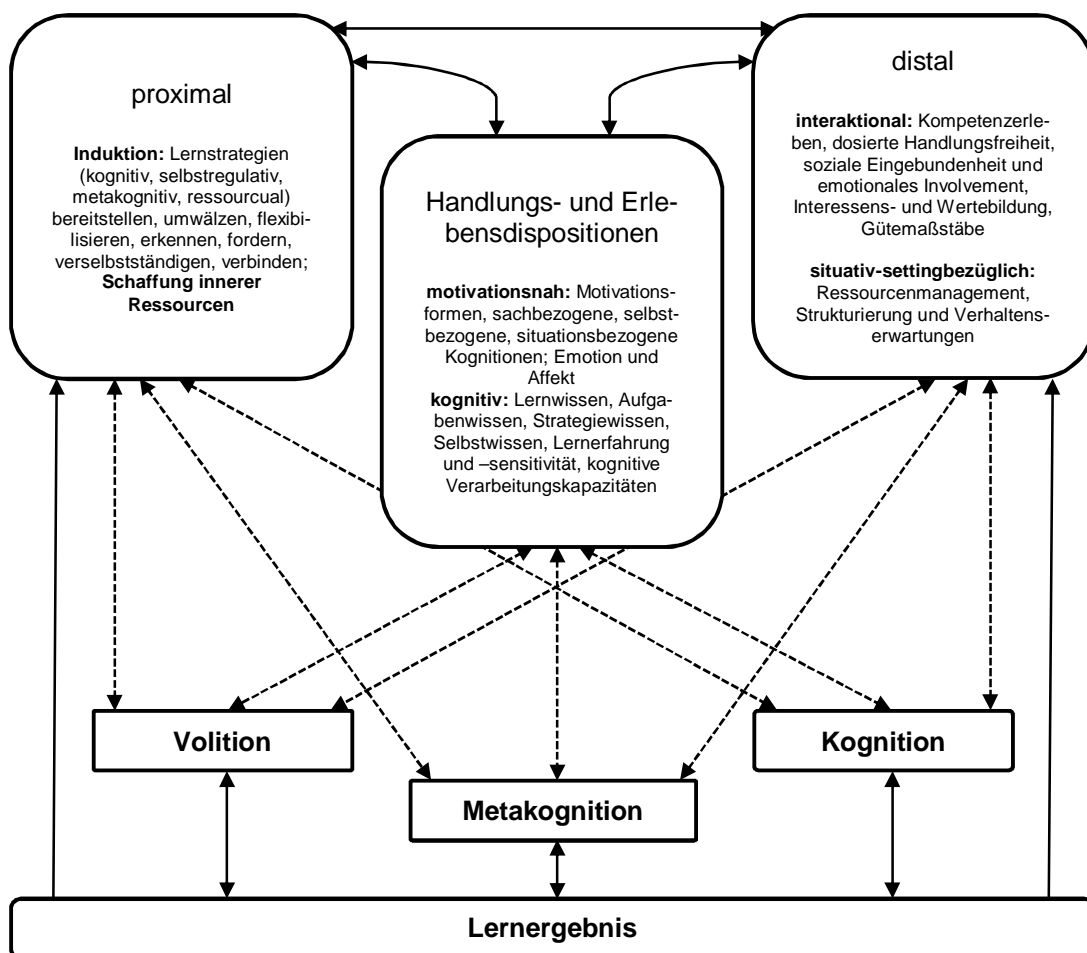 proximal
Induktion: Lernstrategien
(kognitiv, selbstregulativ,
metakognitiv, ressourcual)
bereitstellen, umwälzen, flexibi-
lisieren, erkennen, fordern,
verselbstständigen, verbinden;
Schaffung innerer
Ressourcen
Handlungs- und Erle-
bensdispositionen
motivationsnah: Motivations-
formen, sachbezogene, selbst-
bezogene, situationsbezogene
Kognitionen; Emotion und
Affekt
kognitiv: Lernwissen, Aufga-
benwissen, Strategiewissen,
Selbstwissen, Lernerfahrung
und –sensitivität, kognitive
Verarbeitungskapazitäten
distal
interaktional: Kompetenzerle-
ben, dosierte Handlungsfreiheit,
soziale Eingebundenheit und
emotionales Involvement,
Interessens- und Wertebildung,
Gütemaßstäbe
situativ-settingbezüglich:
Ressourcenmanagement,
Strukturierung und Verhaltens-
erwartungen
Volition
Kognition
Metakognition
Lernergebnis